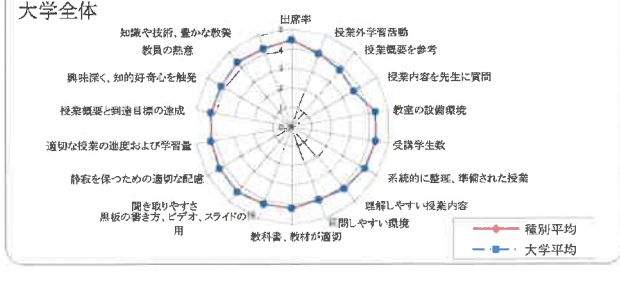 大学全体
出席率
授業外学習活動
授業概要を参考
授業内容を先生に質問
教室の設備環境
受講学生数
系統的に整理、準備された授業
理解しやすい授業内容
問しやすい環境
教科書、教材が適切
黒板の書き方、ビデオ、スライドの
用
聞き取りやすさ
静寂を保つための適切な配慮
適切な授業の進度および学習量
授業概要と到達目標の達成
興味深く、知的好奇心を触発
教員の熱意
知識や技術、豊かな教養
5
4
種別平均
大学平均